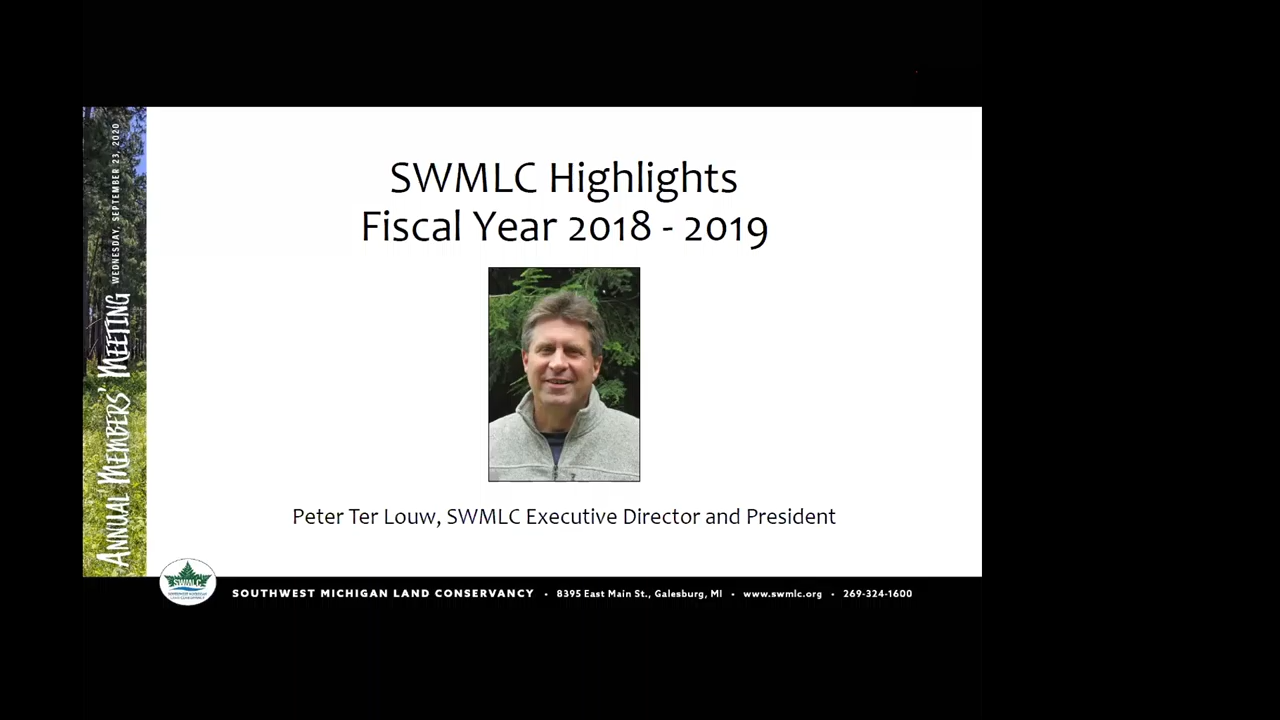 SWMLC Highlights
Fiscal Year 2018 - 2019
Peter Ter Louw, SWMLC Executive Director and President
ANNUAL MEMBERS' MEETING WEDNESDAY, SEPTEMBER 23, 2020
SWMLC
SOUTHWEST MICHIGAN LAND CONSERVANCY • 8395 East Main St., Galesburg, MI • www.swmlc.org • 269-324-1600